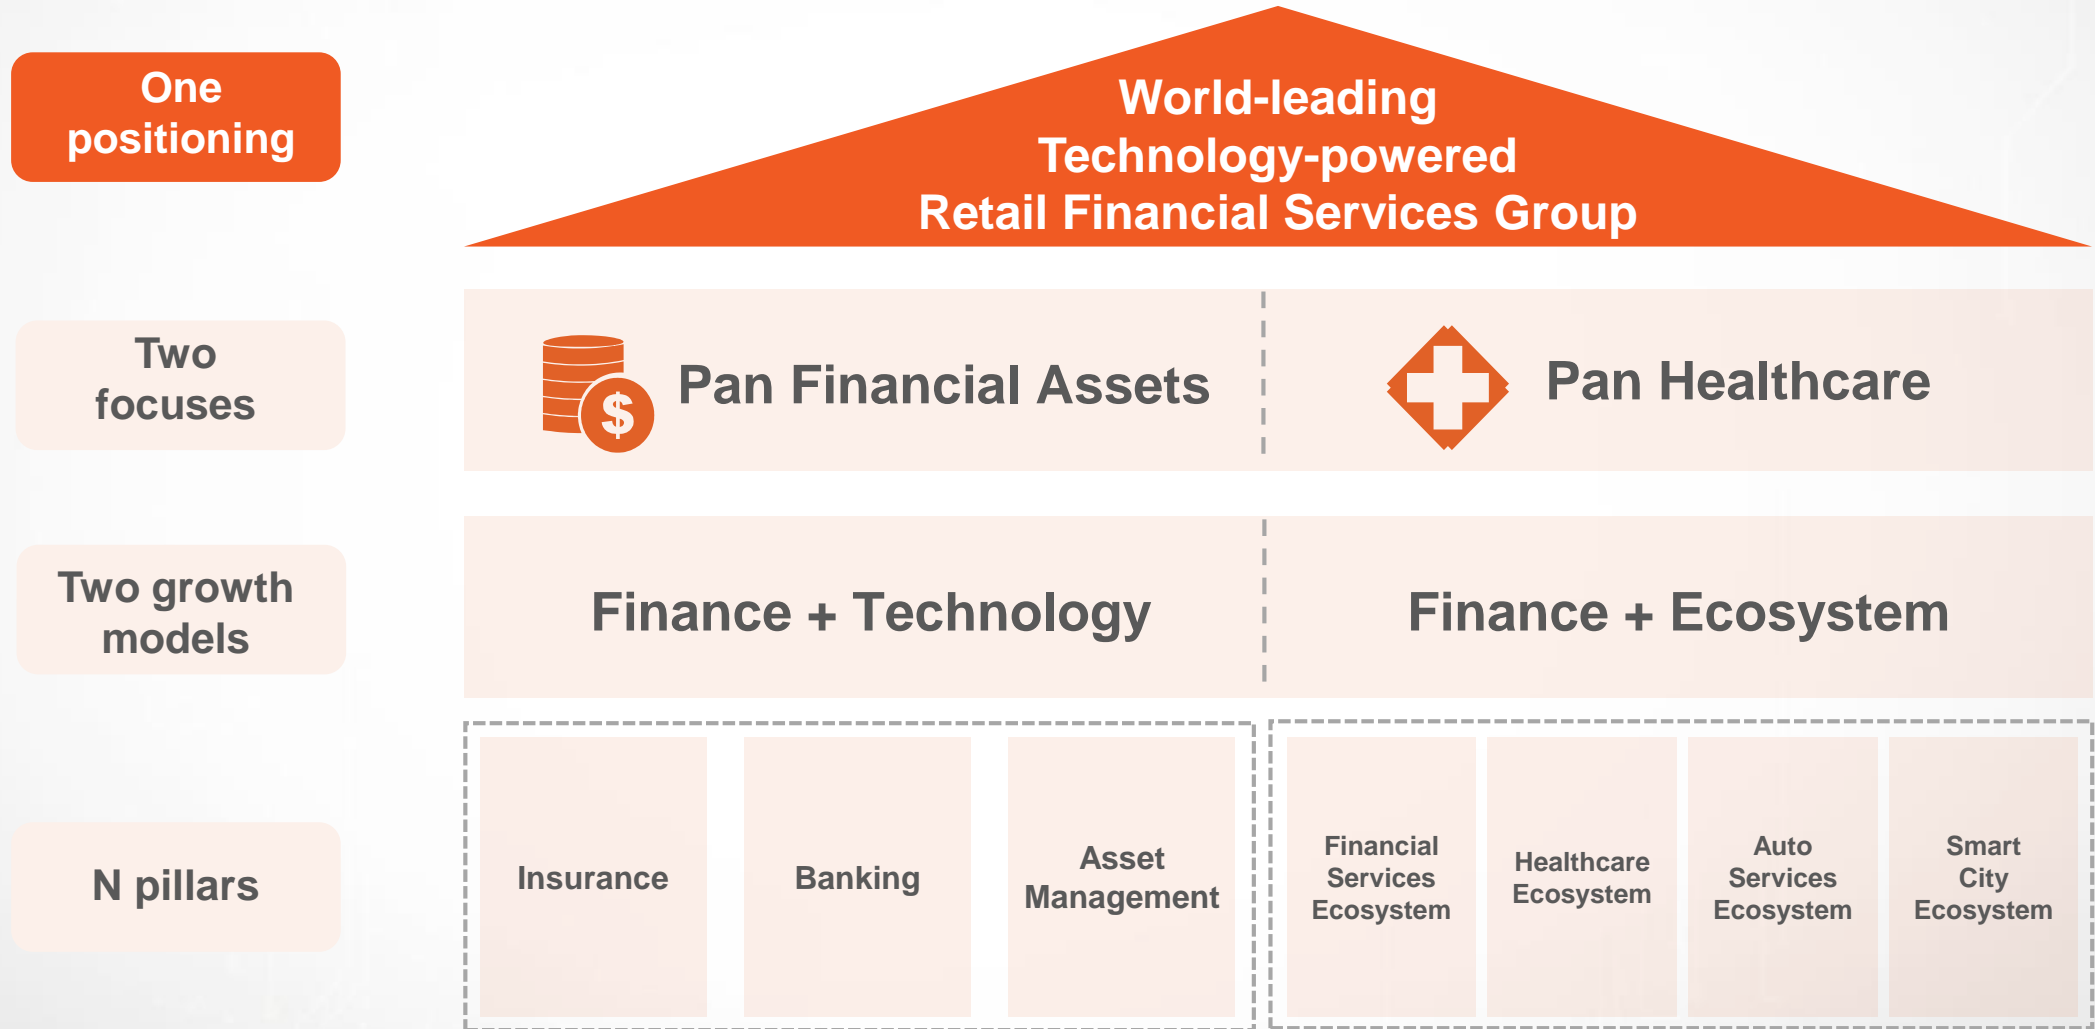 One
positioning
World-leading
Technology-powered
Retail Financial Services Group
Two
focuses
$
Pan Financial Assets
Pan Healthcare
Two growth
models
Finance + Technology
Finance + Ecosystem
N pillars
Insurance
Banking
Asset
Management
Financial
Services
Ecosystem
Healthcare
Ecosystem
Auto
Services
Ecosystem
Smart
City
Ecosystem